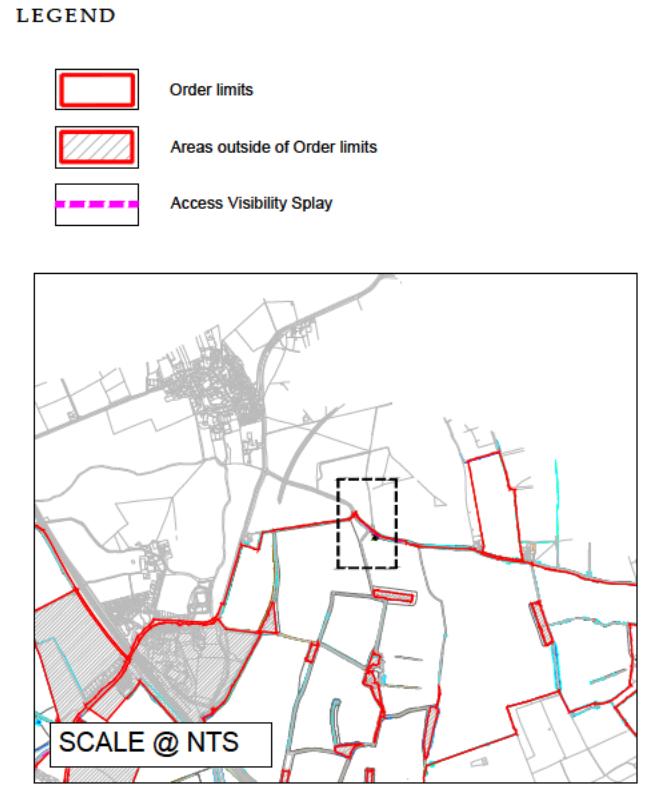 LEGEND
Order limits
Areas outside of Order limits
Access Visibility Splay
SCALE @ NTS